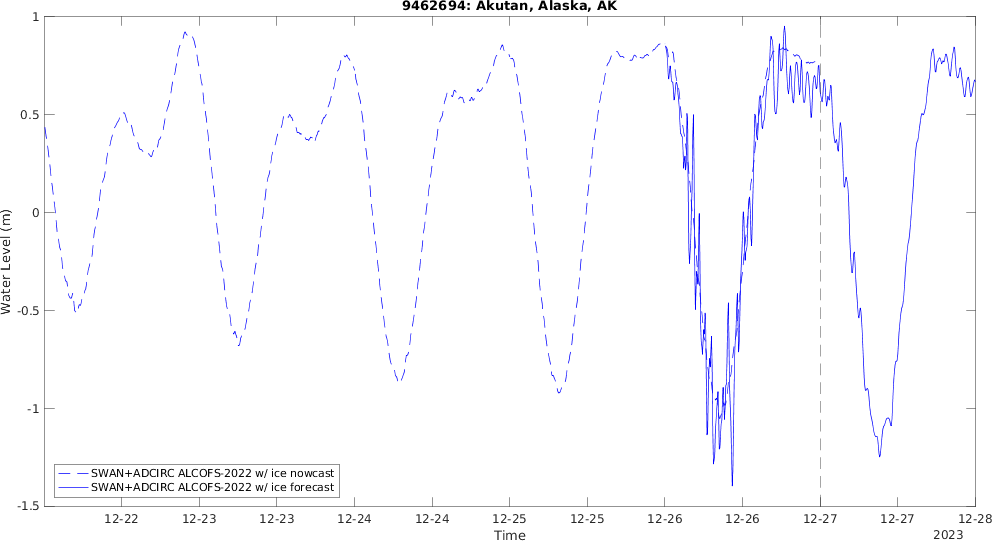 9462694: Akutan, Alaska, AK
1
0.5
0
-0.5
-1
-1.5
Water Level (m)
SWAN+ADCIRC ALCOFS-2022 w/ ice nowcast
SWAN+ADCIRC ALCOFS-2022 w/ ice forecast
12-22 12-23 12-23 12-24 12-24 12-25 12-25 12-26 12-26 12-27 12-27 12-28
Time
2023